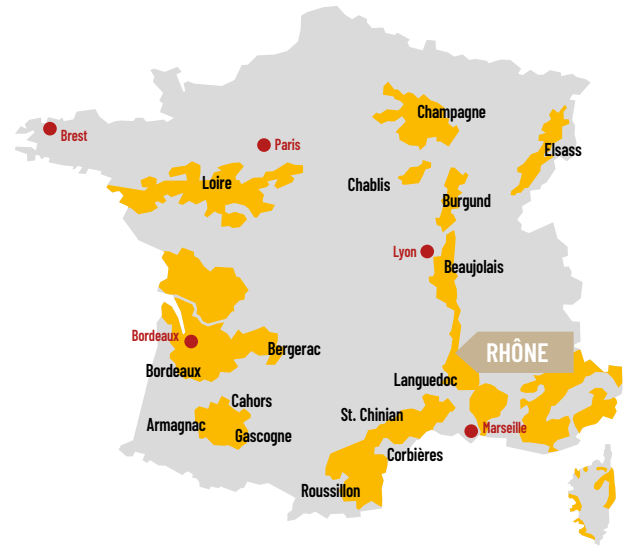 Champagne
Brest
Paris
Elsass
Loire
Chablis
Burgund
Lyon
Beaujolais
Bordeaux
RHÔNE
Bergerac
Bordeaux
Languedoc
Cahors
St. Chinian
Armagnac
Marseille
Gascogne
Corbières
Roussillon